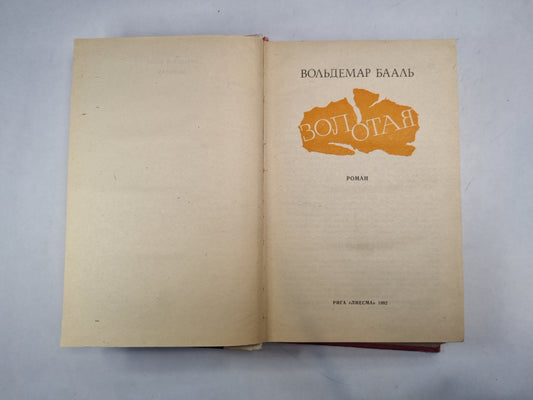 ВОЛЬДЕМАР БААЛЬ
ЗОЛОТАЯ
РОМАН
РИГА «ЛИЕСМА» 1982